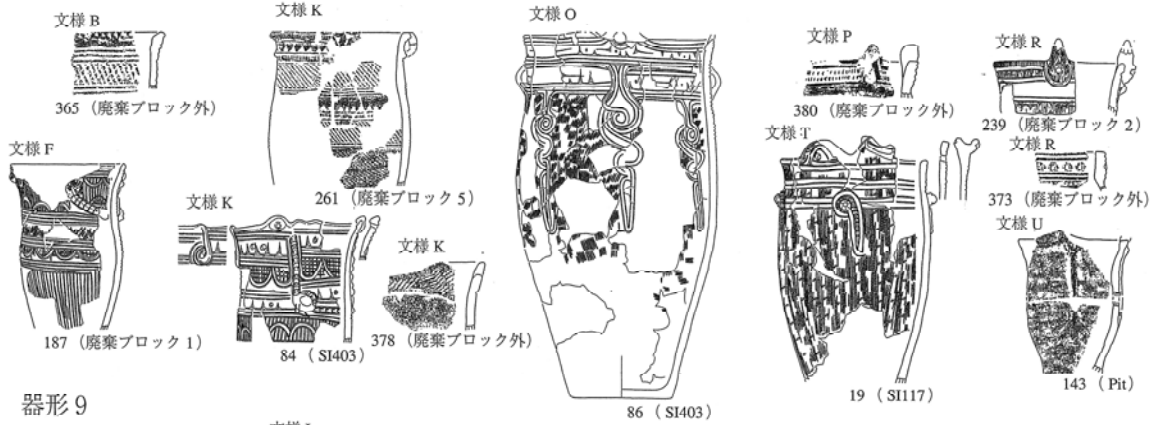 文様 B
365（廃棄ブロック外）
文様 K
261（廃棄ブロック 5）
文様 O
86（SI403）
文様 P
380（廃棄ブロック外）
文様 R
239（廃棄ブロック 2）
文様 F
187（廃棄ブロック 1）
文様 K
84（SI403）
文様 K
378（廃棄ブロック外）
文様 T
19（SI117）
文様 R
373（廃棄ブロック外）
文様 U
143（Pit）
器形 9